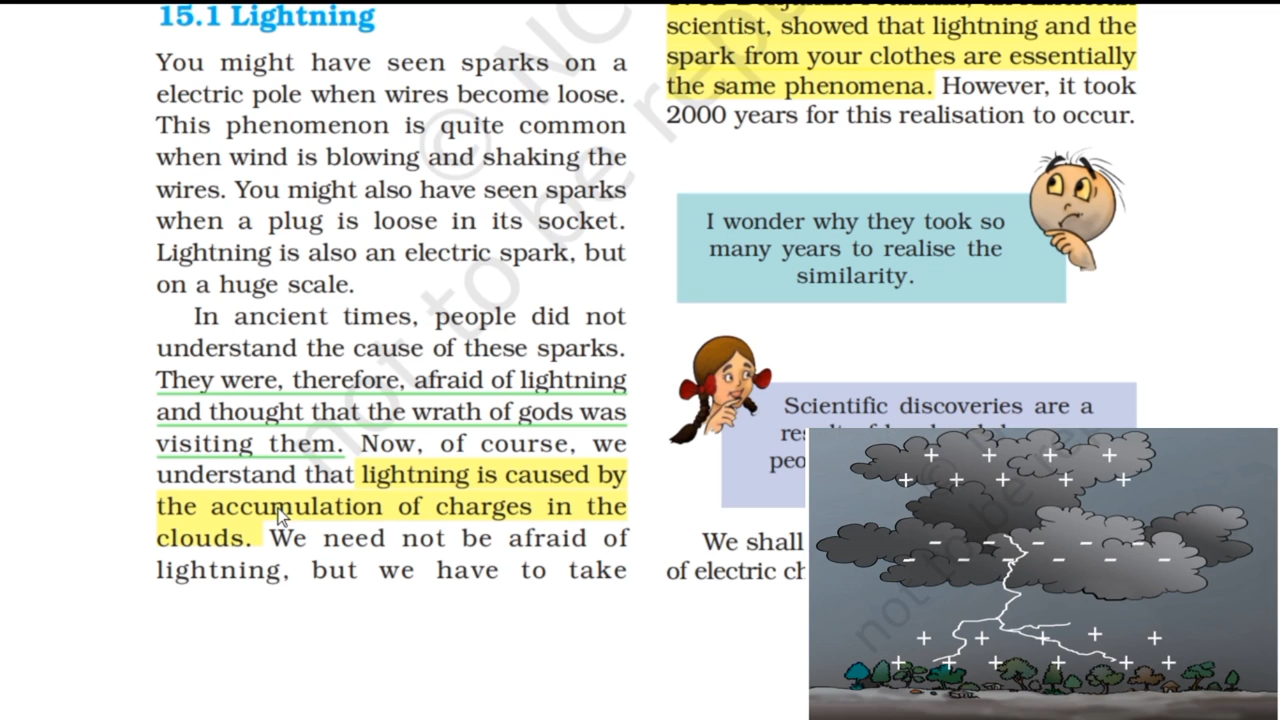 15.1 Lightning
You might have seen sparks on a
electric pole when wires become loose.
This phenomenon is quite common
when wind is blowing and shaking the
wires. You might also have seen sparks
when a plug is loose in its socket.
Lightning is also an electric spark, but
on a huge scale.
In ancient times, people did not
understand the cause of these sparks.
They were, therefore, afraid of lightning
and thought that the wrath of gods was
visiting them. Now, of course, we
understand that lightning is caused by
the accumulation of charges in the
clouds. We need not be afraid of
lightning, but we have to take
scientist, showed that lightning and the
spark from your clothes are essentially
the same phenomena. However, it took
2000 years for this realisation to occur.
I wonder why they took so
many years to realise the
similarity.
Scientific discoveries are a
We shall
of electric
© NC
not to be rep
not be